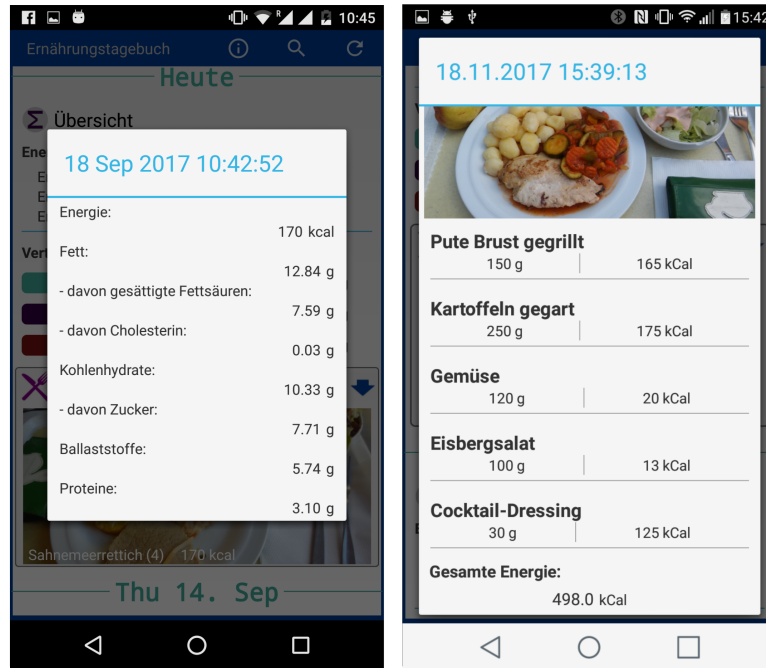 10:45
Ernährungstagebuch
Heute
Übersicht
Ene
E
E
E
Ver
18 Sep 2017 10:42:52
Energie:
170 kcal
Fett:
12.84 g
- davon gesättigte Fettsäuren:
7.59 g
- davon Cholesterin:
0.03 g
Kohlenhydrate:
10.33 g
- davon Zucker:
7.71 g
Ballaststoffe:
5.74 g
Proteine:
3.10 g
Sahnemeerrettich (4) 170 kcal
Thu 14. Sep
15:42
18.11.2017 15:39:13
Pute Brust gegrillt
150 g 165 kCal
Kartoffeln gegart
250 g 175 kCal
Gemüse
120 g 20 kCal
Eisbergsalat
100 g 13 kCal
Cocktail-Dressing
30 g 125 kCal
Gesamte Energie:
498.0 kCal